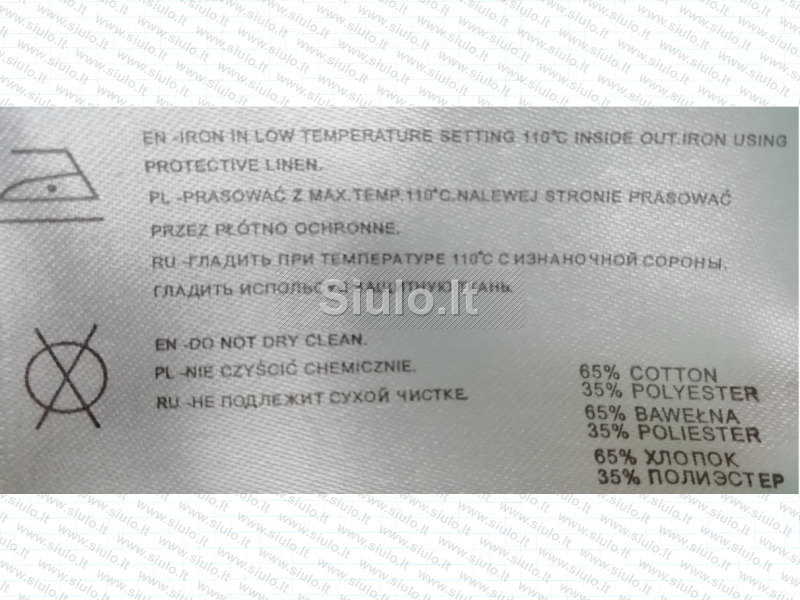 EN -IRON IN LOW TEMPERATURE SETTING 110°C INSIDE OUT.IRON USING
PROTECTIVE LINEN.
PL -PRASOWAĆ Z MAX.TEMP.110°C.NALEWEJ STRONIE PRASOWAĆ
PRZEZ PŁÓTNO OCHRONNE.
RU -ГЛАДИТЬ ПРИ ТЕМПЕРАТУРЕ 110°C С ИЗНАНОЧНОЙ СОРОНЫ.
ГЛАДИТЬ ИСПОЛЬСУЯ ЗАЩИТНУЮ ТКАНЬ.
Siulo.lt
EN -DO NOT DRY CLEAN.
PL -NIE CZYŚCIĆ CHEMICZNIE.
RU -НЕ ПОДЛЕЖИТ СУХОЙ ЧИСТКЕ.
65% COTTON
35% POLYESTER
65% BAWEŁNA
35% POLIESTER
65% ХЛОПОК
35% ПОЛИЭСТЕР